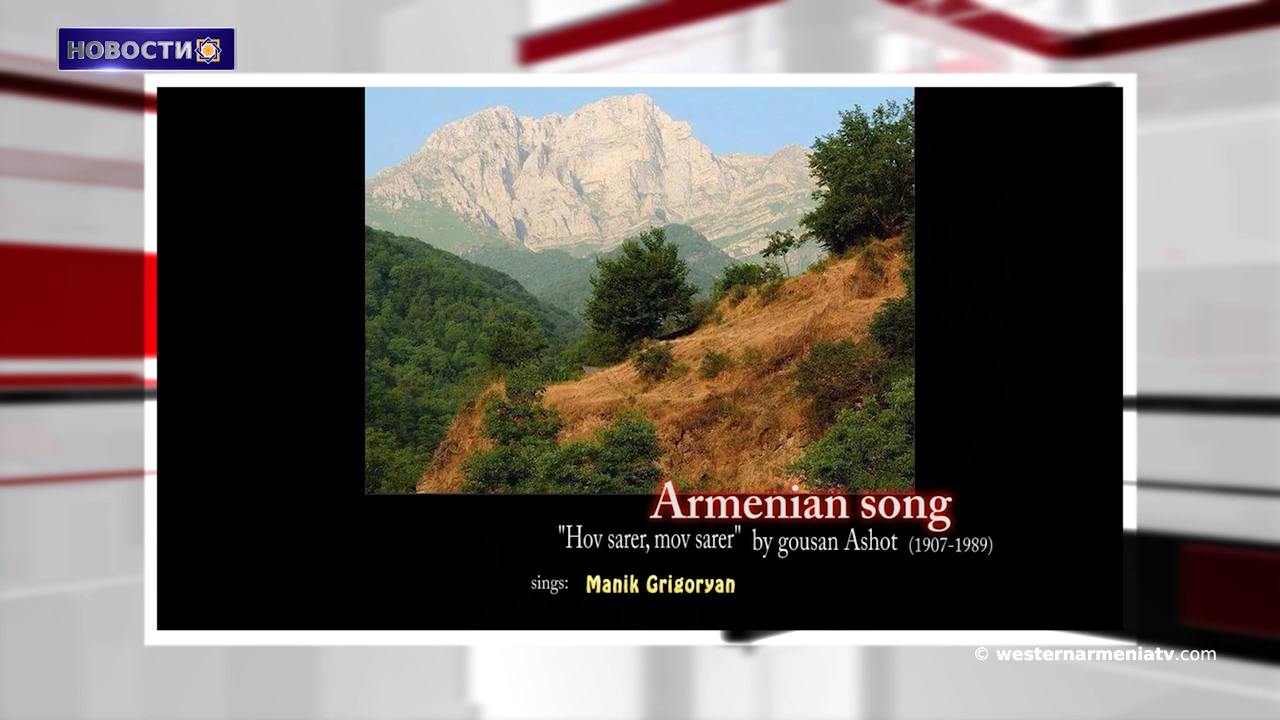 НОВОСТИ
Armenian song
"Hov sarer, mov sarer" by gousan Ashot (1907-1989)
sings: Manik Grigoryan
© westernarmeniatv.com